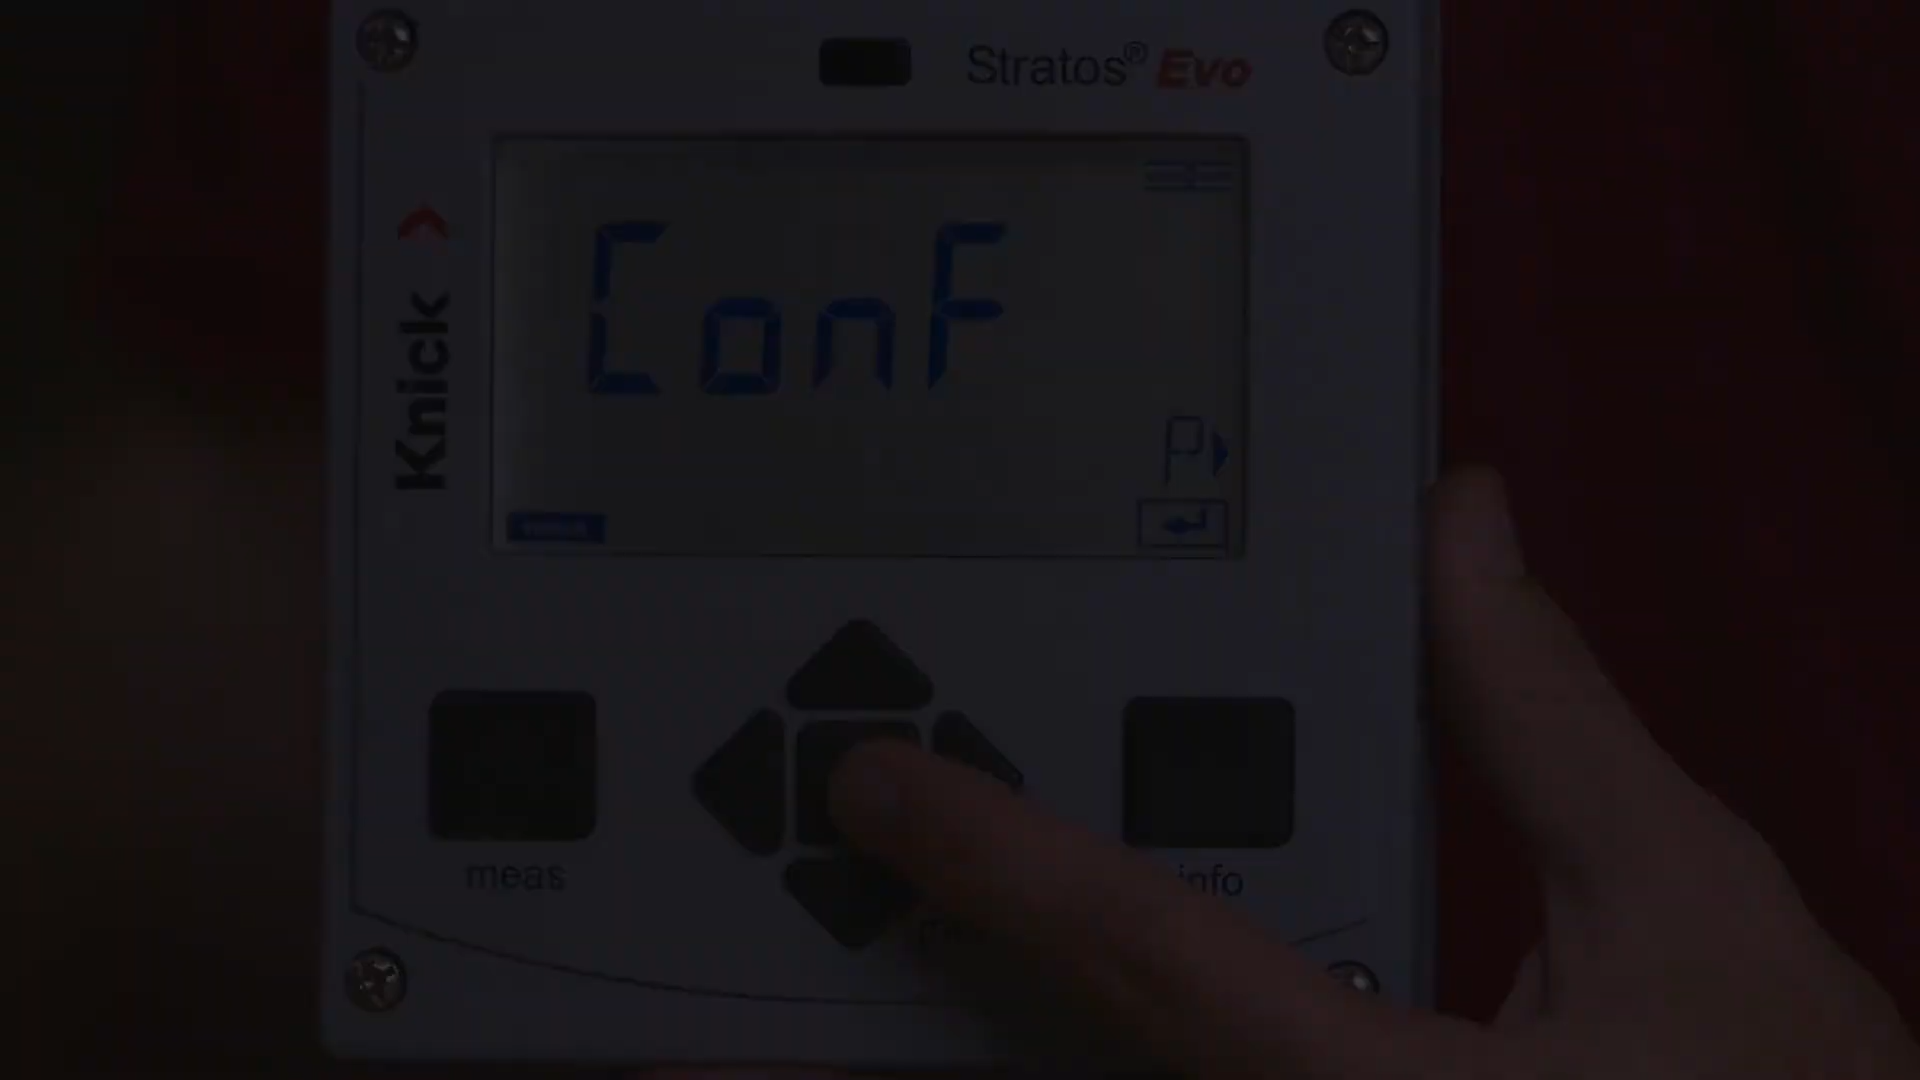 Stratos® Evo
Knick
ConF
P
meas
info